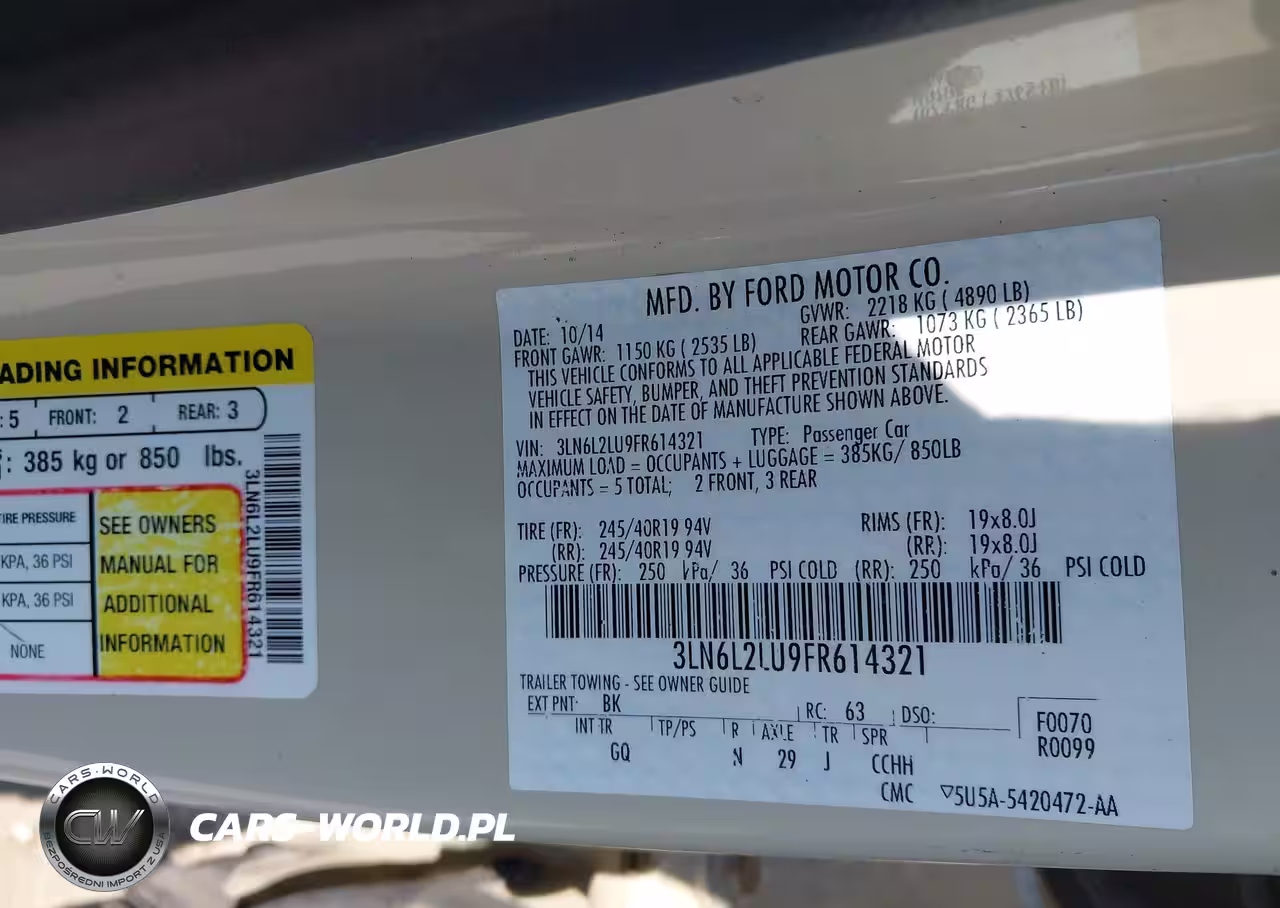 ADING INFORMATION
: 5 FRONT: 2 REAR: 3
: 385 kg or 850 lbs.
TIRE PRESSURE
KPA, 36 PSI
KPA, 36 PSI
NONE
SEE OWNERS
MANUAL FOR
ADDITIONAL
INFORMATION
3LN6L2LU9FR614321
MFD. BY FORD MOTOR CO.
DATE: 10/14 GVWR: 2218 KG ( 4890 LB)
FRONT GAWR: 1150 KG ( 2535 LB) REAR GAWR: 1073 KG ( 2365 LB)
THIS VEHICLE CONFORMS TO ALL APPLICABLE FEDERAL MOTOR
VEHICLE SAFETY, BUMPER, AND THEFT PREVENTION STANDARDS
IN EFFECT ON THE DATE OF MANUFACTURE SHOWN ABOVE.
VIN: 3LN6L2LU9FR614321 TYPE: Passenger Car
MAXIMUM LOAD = OCCUPANTS + LUGGAGE = 385KG/ 850LB
OCCUPANTS = 5 TOTAL; 2 FRONT, 3 REAR
TIRE (FR): 245/40R19 94V RIMS (FR): 19x8.0J
(RR): 245/40R19 94V (RR): 19x8.0J
PRESSURE (FR): 250 kPa/ 36 PSI COLD (RR): 250 kPa/ 36 PSI COLD
3LN6L2LU9FR614321
TRAILER TOWING - SEE OWNER GUIDE
EXT PNT: BK RC: 63 DSO:
INT TR TP/PS R AXLE TR SPR
GQ N 29 J CCHH
F0070
R0099
CMC ▽5U5A-5420472-AA
CARS-WORLD
CW
BEZPOŚREDNI IMPORT Z USA
CARS-WORLD.PL